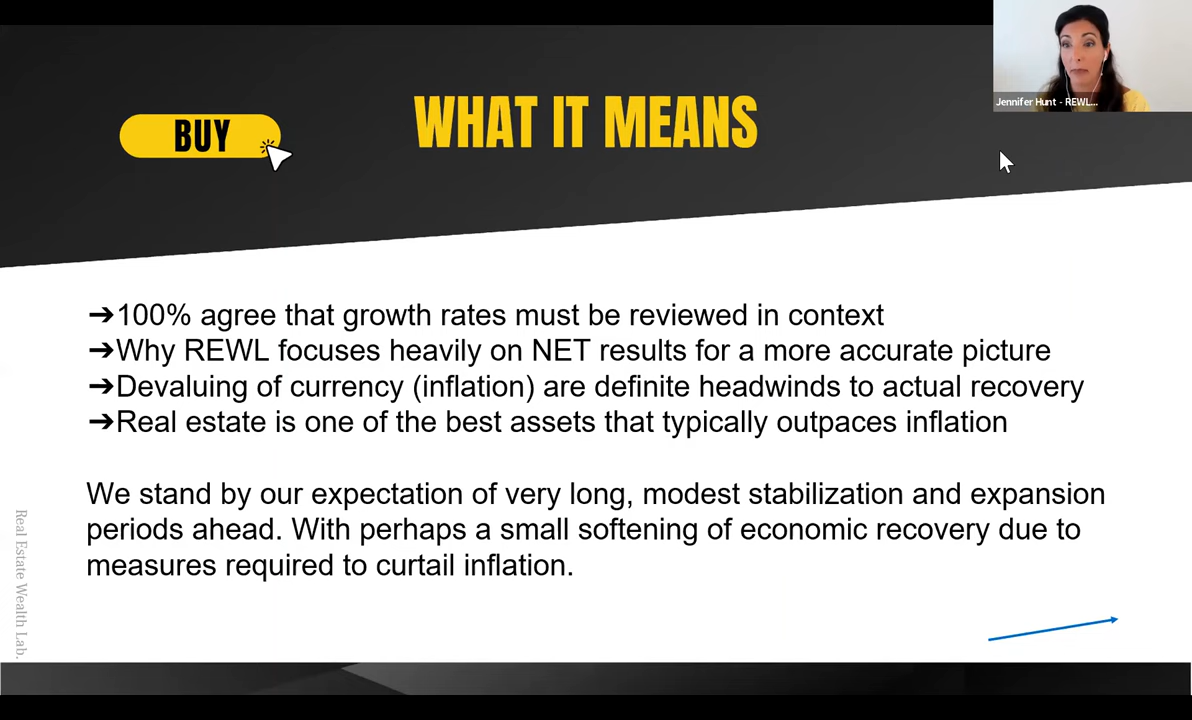 Jennifer Hunt - REWL...
BUY
WHAT IT MEANS
➔100% agree that growth rates must be reviewed in context
➔Why REWL focuses heavily on NET results for a more accurate picture
➔Devaluing of currency (inflation) are definite headwinds to actual recovery
➔Real estate is one of the best assets that typically outpaces inflation
We stand by our expectation of very long, modest stabilization and expansion
periods ahead. With perhaps a small softening of economic recovery due to
measures required to curtail inflation.
Real Estate Wealth Lab.